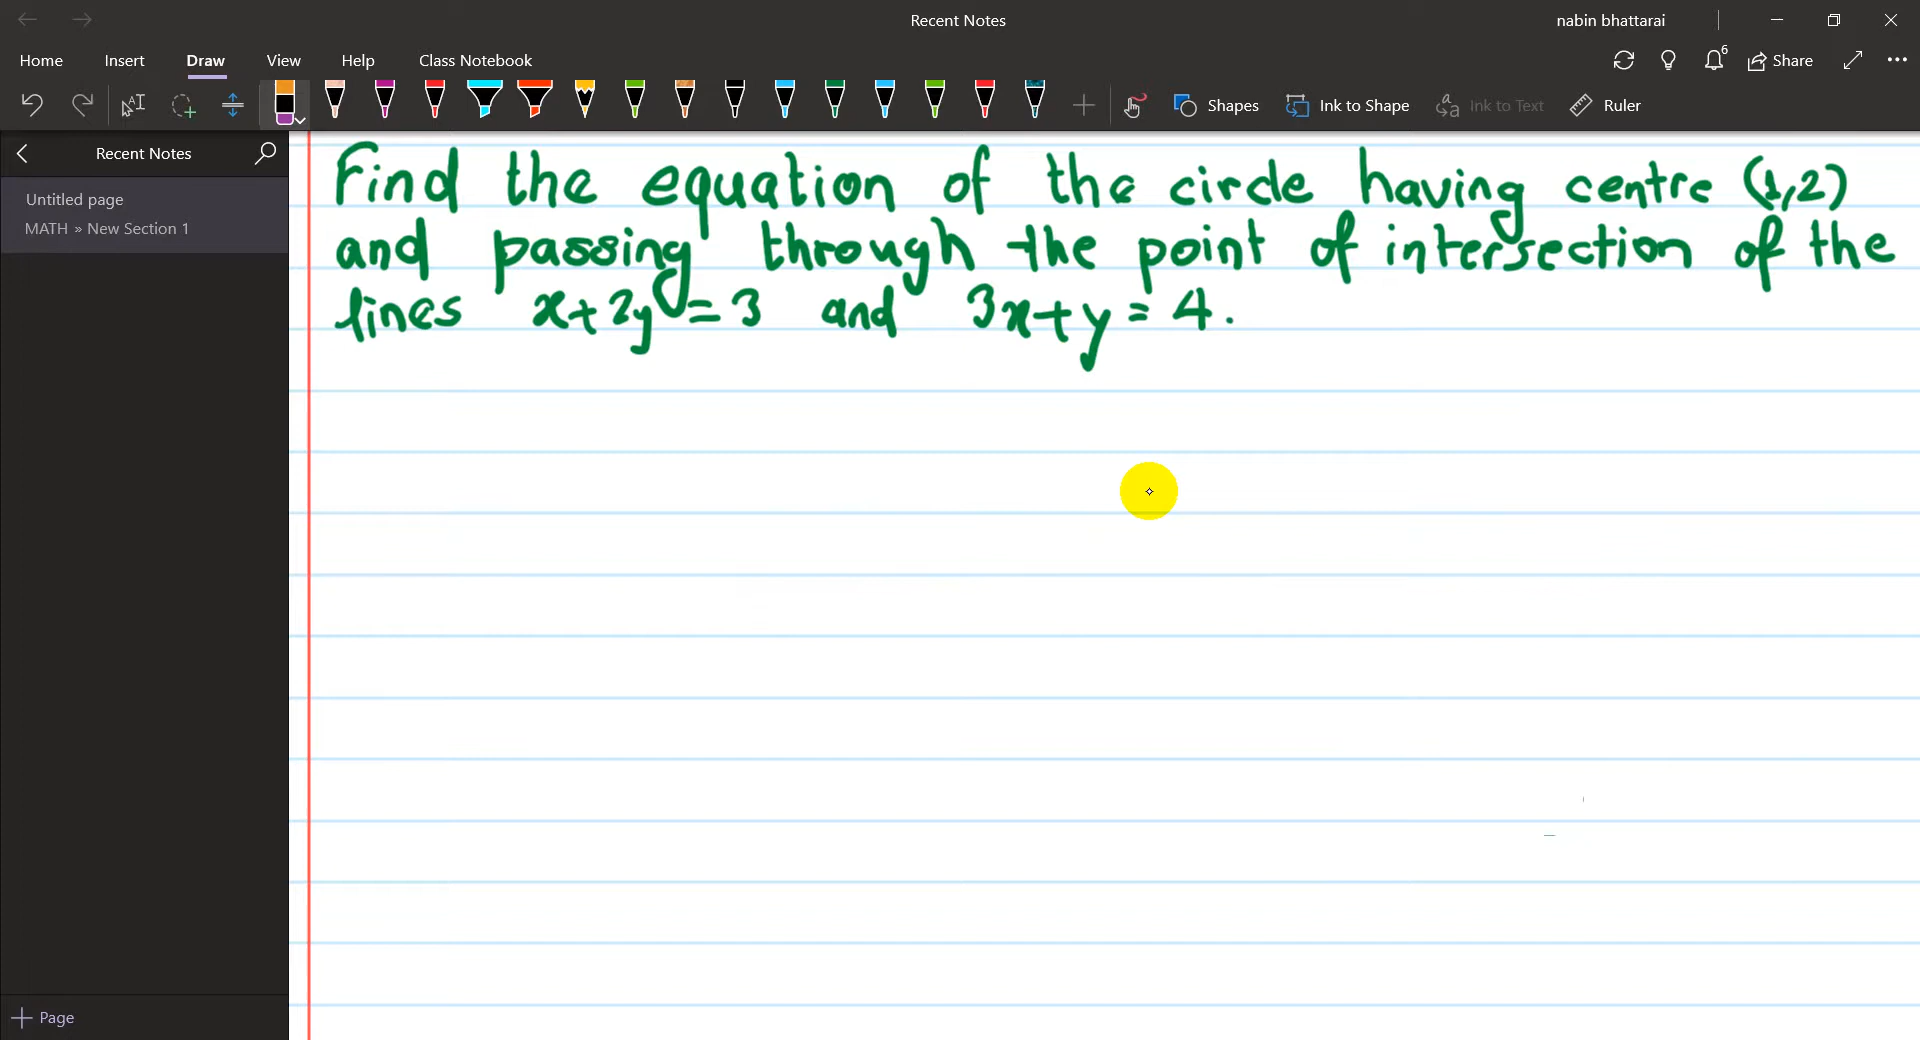 Recent Notes
nabin bhattarai
Home Insert Draw View Help Class Notebook
6
Share
Shapes Ink to Shape Ink to Text Ruler
Recent Notes
Untitled page
MATH » New Section 1
Find the equation of the circle having centre (1,2)
and passing through the point of intersection of the
lines x+2y=3 and 3x+y=4.
Page